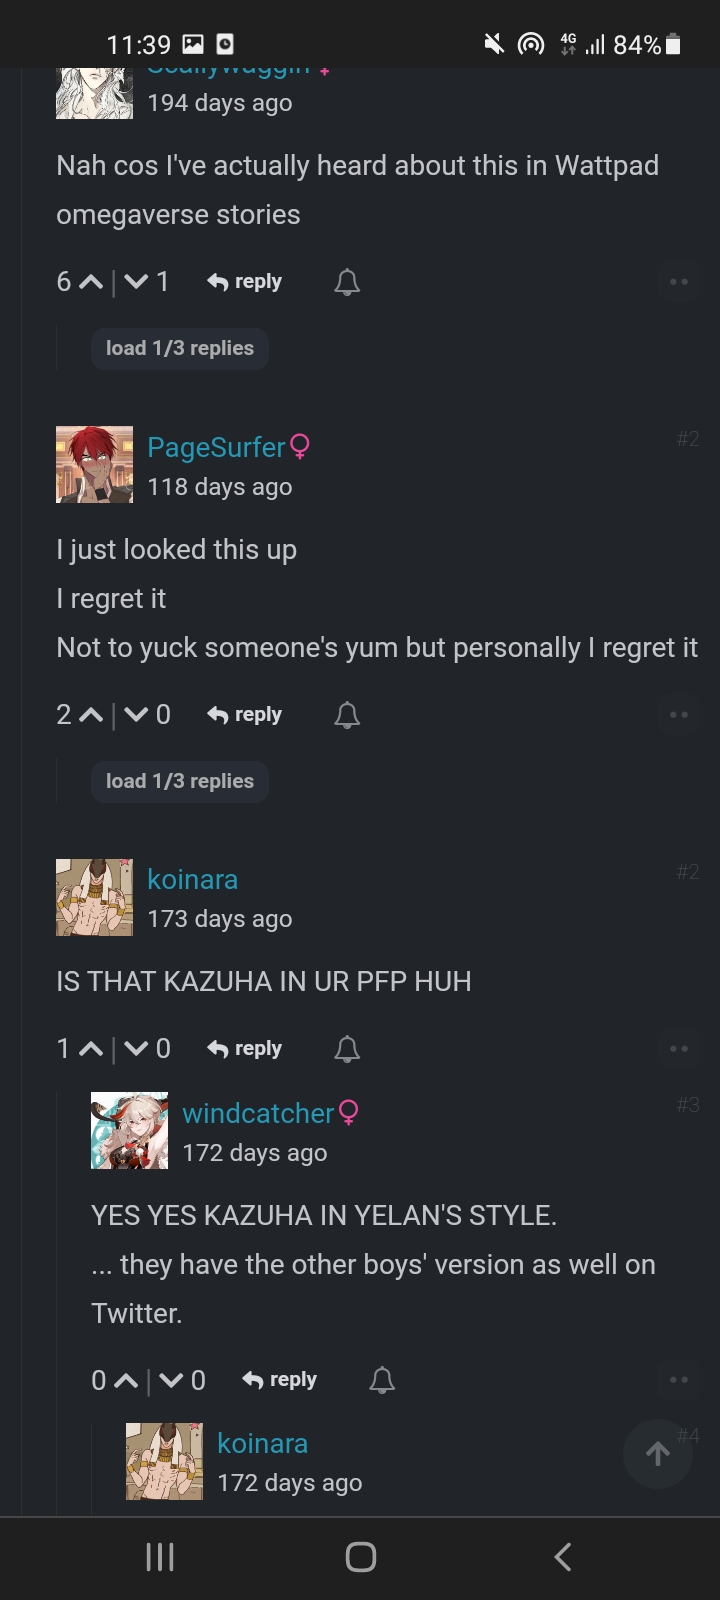 11:39 4G 84%
Scallywaggin
194 days ago
Nah cos I've actually heard about this in Wattpad
omegaverse stories
6 | 1 reply
load 1/3 replies
PageSurfer #2
118 days ago
I just looked this up
I regret it
Not to yuck someone's yum but personally I regret it
2 | 0 reply
load 1/3 replies
koinara #2
173 days ago
IS THAT KAZUHA IN UR PFP HUH
1 | 0 reply
windcatcher #3
172 days ago
YES YES KAZUHA IN YELAN'S STYLE.
... they have the other boys' version as well on
Twitter.
0 | 0 reply
koinara #4
172 days ago